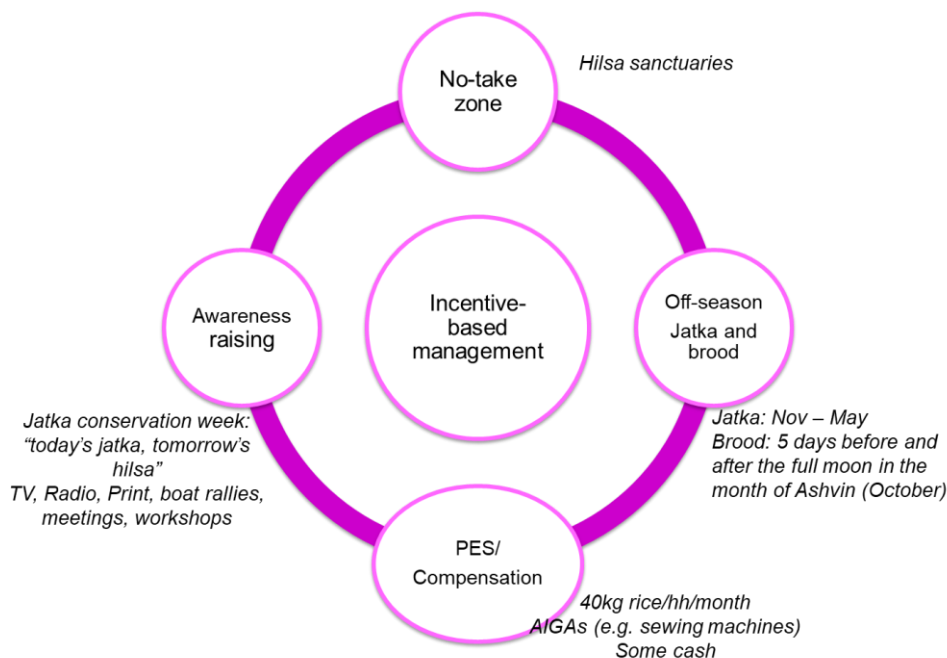 No-take
zone
Hilsa sanctuaries
Awareness
raising
Incentive-
based
management
Off-season
Jatka and
brood
Jatka conservation week:
“today’s jatka, tomorrow’s
hilsa”
TV, Radio, Print, boat rallies,
meetings, workshops
Jatka: Nov – May
Brood: 5 days before and
after the full moon in the
month of Ashvin (October)
PES/
Compensation
40kg rice/hh/month
AIGAs (e.g. sewing machines)
Some cash